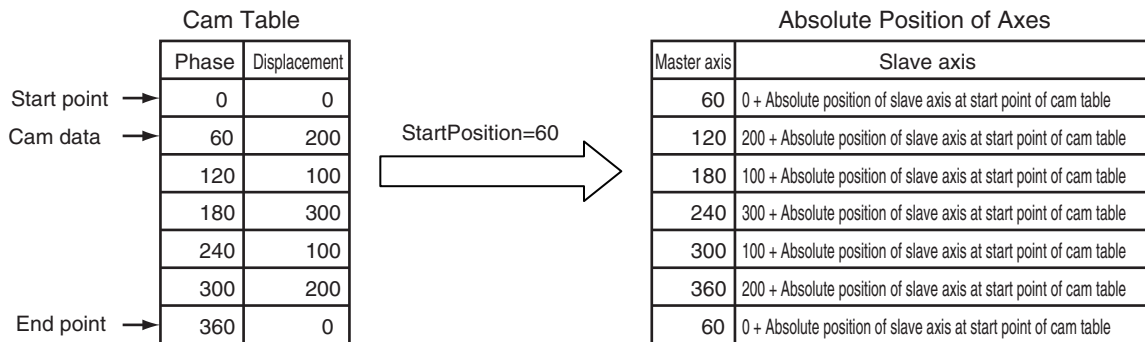 Cam Table
Phase Displacement
Start point 0 0
Cam data 60 200
120 100
180 300
240 100
300 200
End point 360 0
StartPosition=60
Absolute Position of Axes
Master axis Slave axis
60 0 + Absolute position of slave axis at start point of cam table
120 200 + Absolute position of slave axis at start point of cam table
180 100 + Absolute position of slave axis at start point of cam table
240 300 + Absolute position of slave axis at start point of cam table
300 100 + Absolute position of slave axis at start point of cam table
360 200 + Absolute position of slave axis at start point of cam table
60 0 + Absolute position of slave axis at start point of cam table